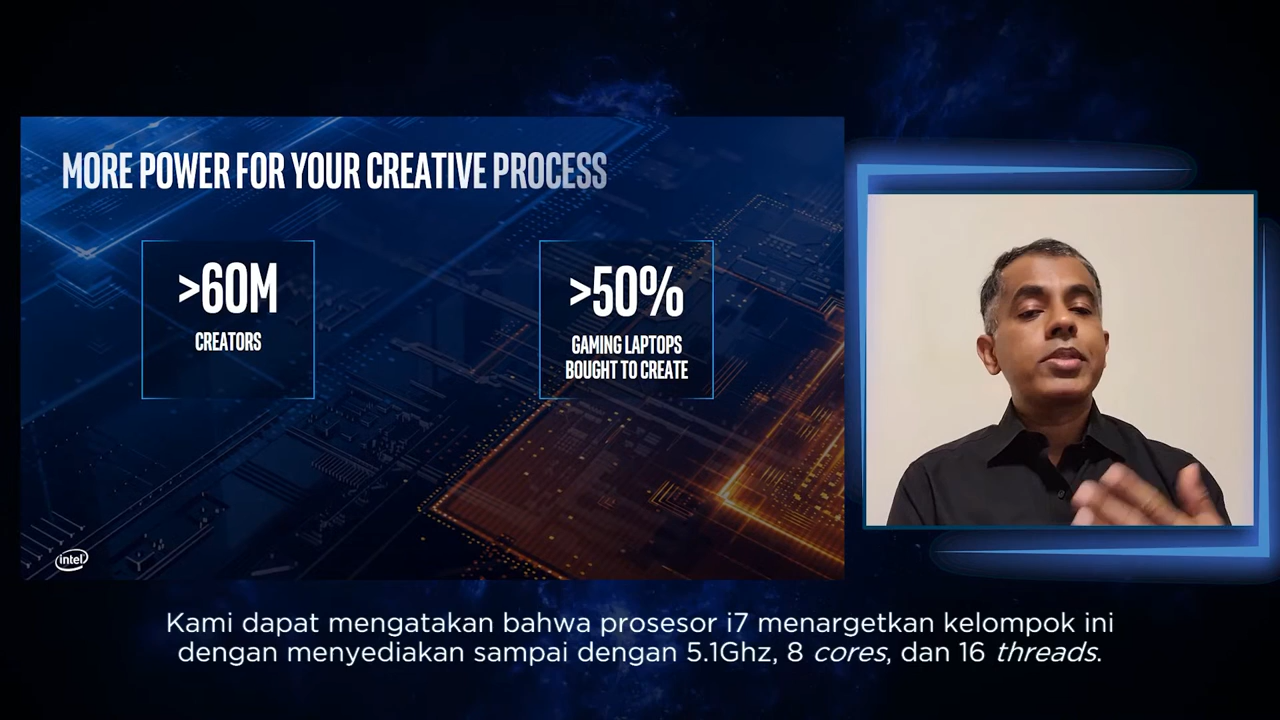 MORE POWER FOR YOUR CREATIVE PROCESS
>60M
CREATORS
>50%
GAMING LAPTOPS
BOUGHT TO CREATE
intel
Kami dapat mengatakan bahwa prosesor i7 menargetkan kelompok ini
dengan menyediakan sampai dengan 5.1Ghz, 8 cores, dan 16 threads.